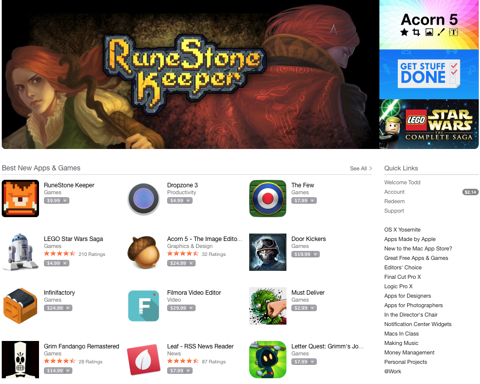 RuneStone
Keeper
Acorn 5
GET STUFF
DONE
LEGO STAR
WARS
COMPLETE SAGA
Best New Apps & Games
See All >
RuneStone Keeper
Games
$9.99
Dropzone 3
Productivity
$4.99
The Few
Games
$7.99
LEGO Star Wars Saga
Games
210 Ratings
$4.99
Acorn 5 - The Image Edito...
Graphics & Design
32 Ratings
$24.99
Door Kickers
Games
$19.99
Infinifactory
Games
$24.99
Filmora Video Editor
Video
$29.99
Must Deliver
Games
$2.99
Grim Fandango Remastered
Games
28 Ratings
$14.99
Leaf - RSS News Reader
News
87 Ratings
$7.99
Letter Quest: Grimm's Jo...
Games
$7.99
Quick Links
Welcome Todd
Account
$2.14
Redeem
Support
OS X Yosemite
Apps Made by Apple
New to the Mac App Store?
Great Free Apps & Games
Editors' Choice
Final Cut Pro X
Logic Pro X
Apps for Designers
Apps for Photographers
In the Director's Chair
Notification Center Widgets
Macs In Class
Making Music
Money Management
Personal Projects
@Work